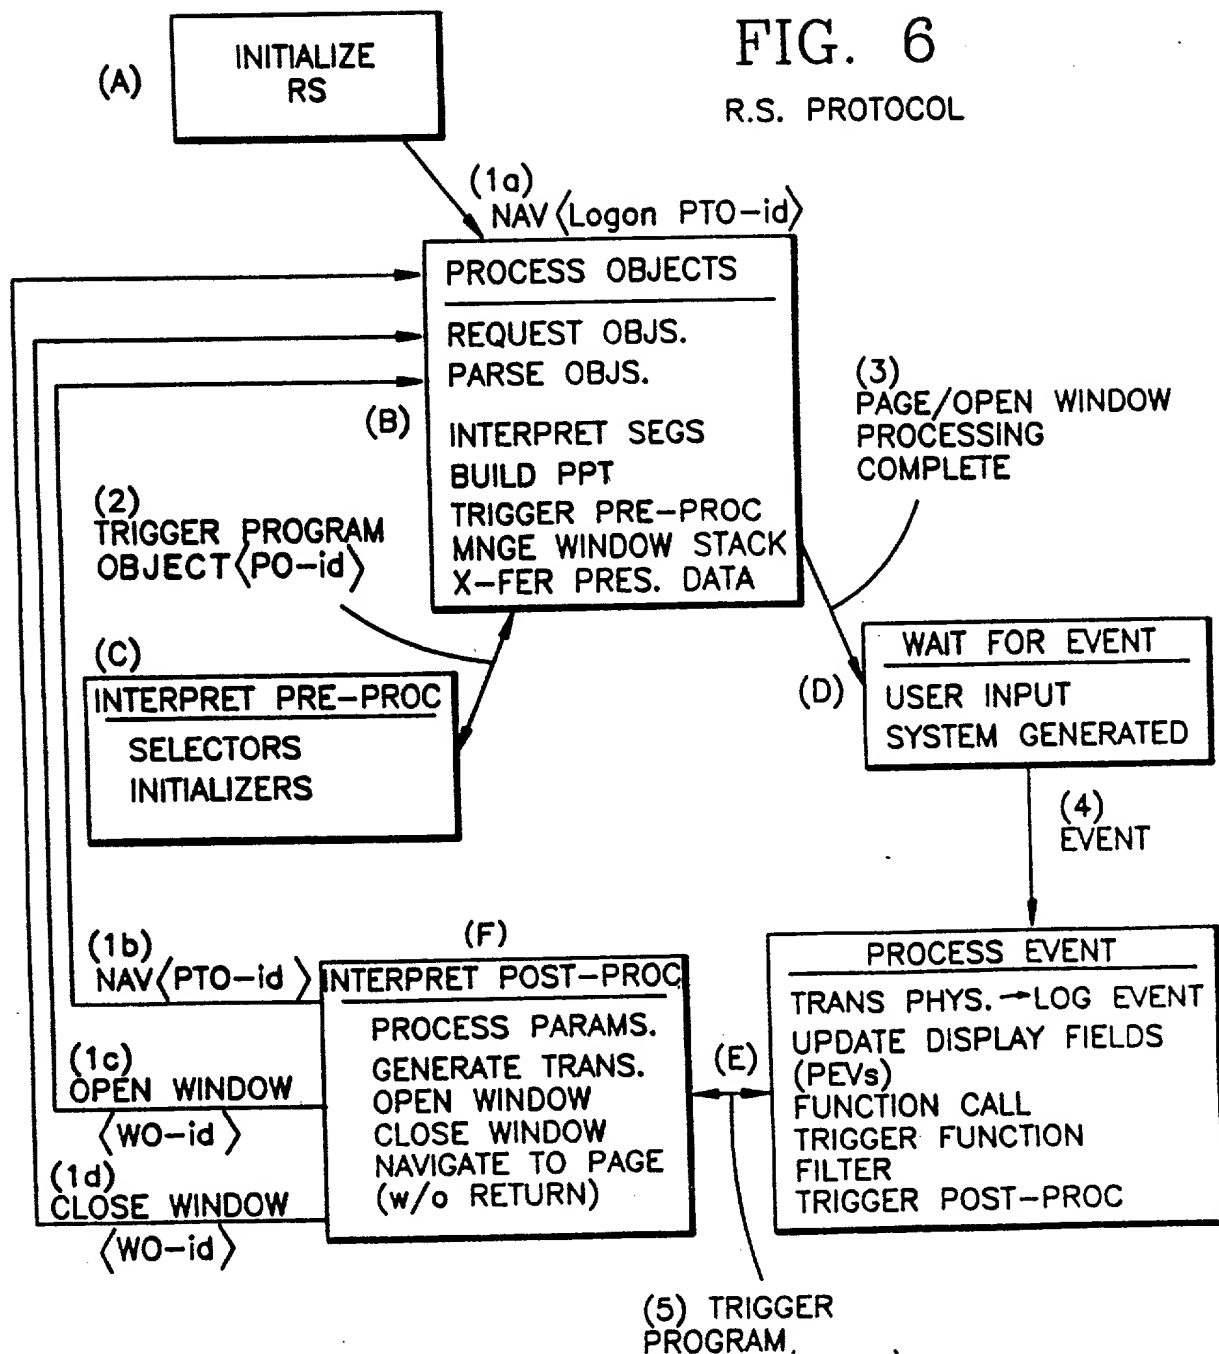 FIG. 6
R.S. PROTOCOL
(A)
INITIALIZE
RS
(1a)
NAV⟨Logon PTO-id⟩
PROCESS OBJECTS
REQUEST OBJS.
PARSE OBJS.
(B)
INTERPRET SEGS
BUILD PPT
TRIGGER PRE-PROC
MNGE WINDOW STACK
X-FER PRES. DATA
(3)
PAGE/OPEN WINDOW
PROCESSING
COMPLETE
(2)
TRIGGER PROGRAM
OBJECT⟨PO-id⟩
(C)
INTERPRET PRE-PROC
SELECTORS
INITIALIZERS
(D)
WAIT FOR EVENT
USER INPUT
SYSTEM GENERATED
(4)
EVENT
(1b)
NAV⟨PTO-id⟩
(1c)
OPEN WINDOW
⟨WO-id⟩
(1d)
CLOSE WINDOW
⟨WO-id⟩
(F)
INTERPRET POST-PROC
PROCESS PARAMS.
GENERATE TRANS.
OPEN WINDOW
CLOSE WINDOW
NAVIGATE TO PAGE
(w/o RETURN)
(E)
PROCESS EVENT
TRANS PHYS.→LOG EVENT
UPDATE DISPLAY FIELDS
(PEVs)
FUNCTION CALL
TRIGGER FUNCTION
FILTER
TRIGGER POST-PROC
(5) TRIGGER
PROGRAM